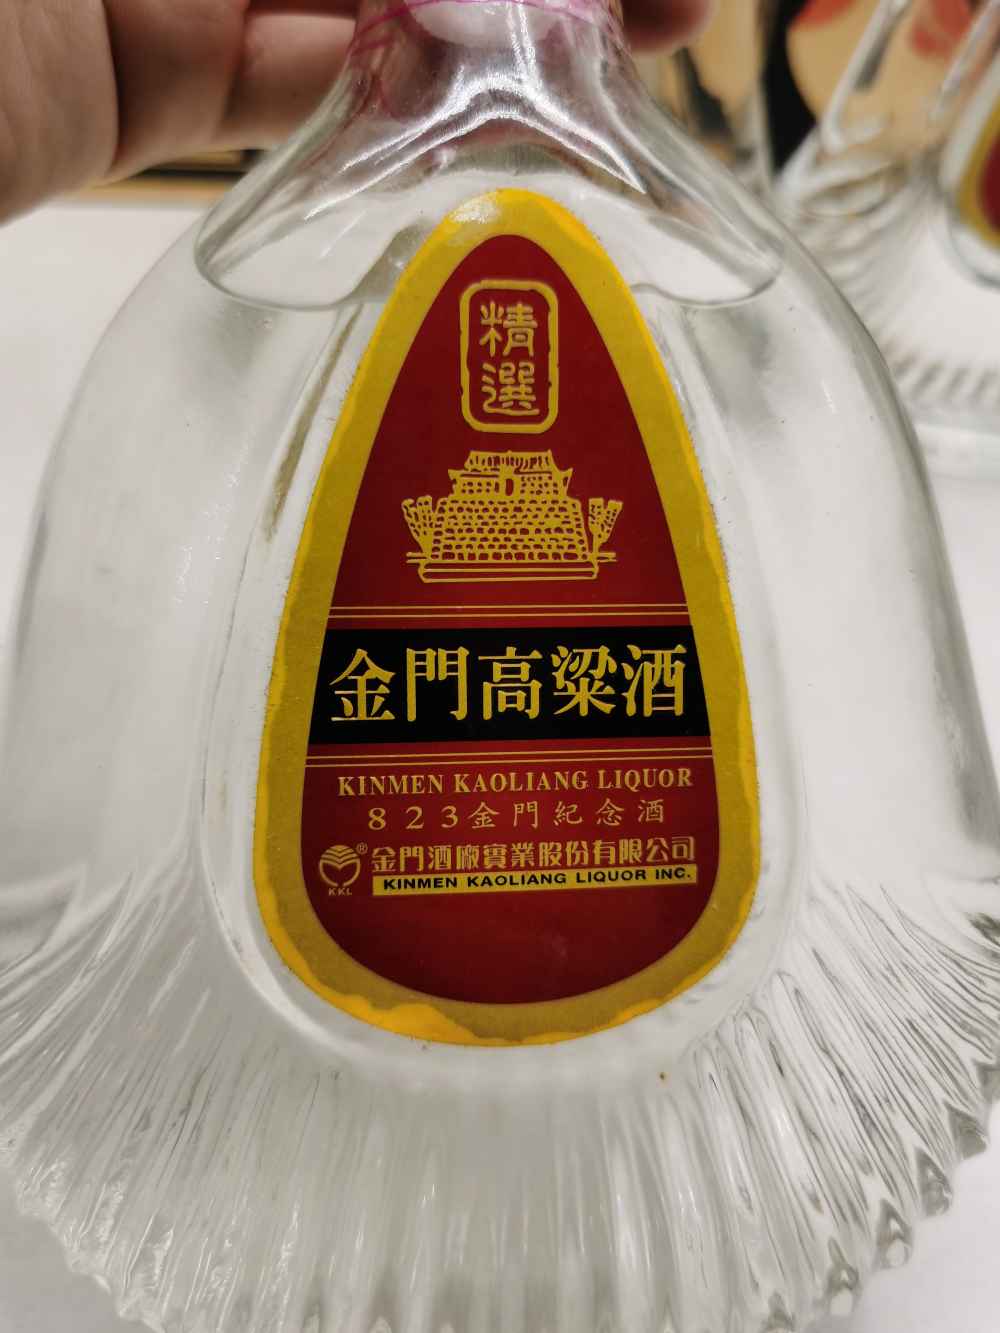 精
選
金門高粱酒
KINMEN KAOLIANG LIQUOR
823金門紀念酒
® 金門酒廠實業股份有限公司
KKL KINMEN KAOLIANG LIQUOR INC.